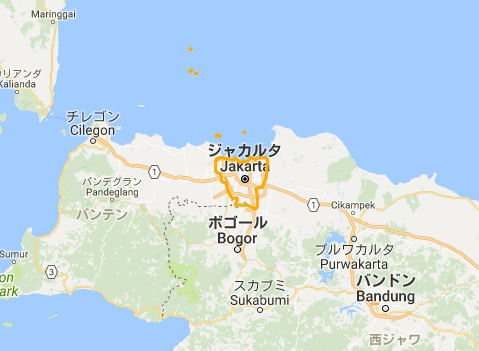 Maringgai
カリアンダ
Kalianda
チレゴン
Cilegon
ジャカルタ
Jakarta
1
パンデグラン
Pandeglang
バンテン
1
Cikampek
ボゴール
Bogor
プルワカルタ
Purwakarta
Sumur
3
on
ark
スカブミ
Sukabumi
バンドン
Bandung
西ジャワ